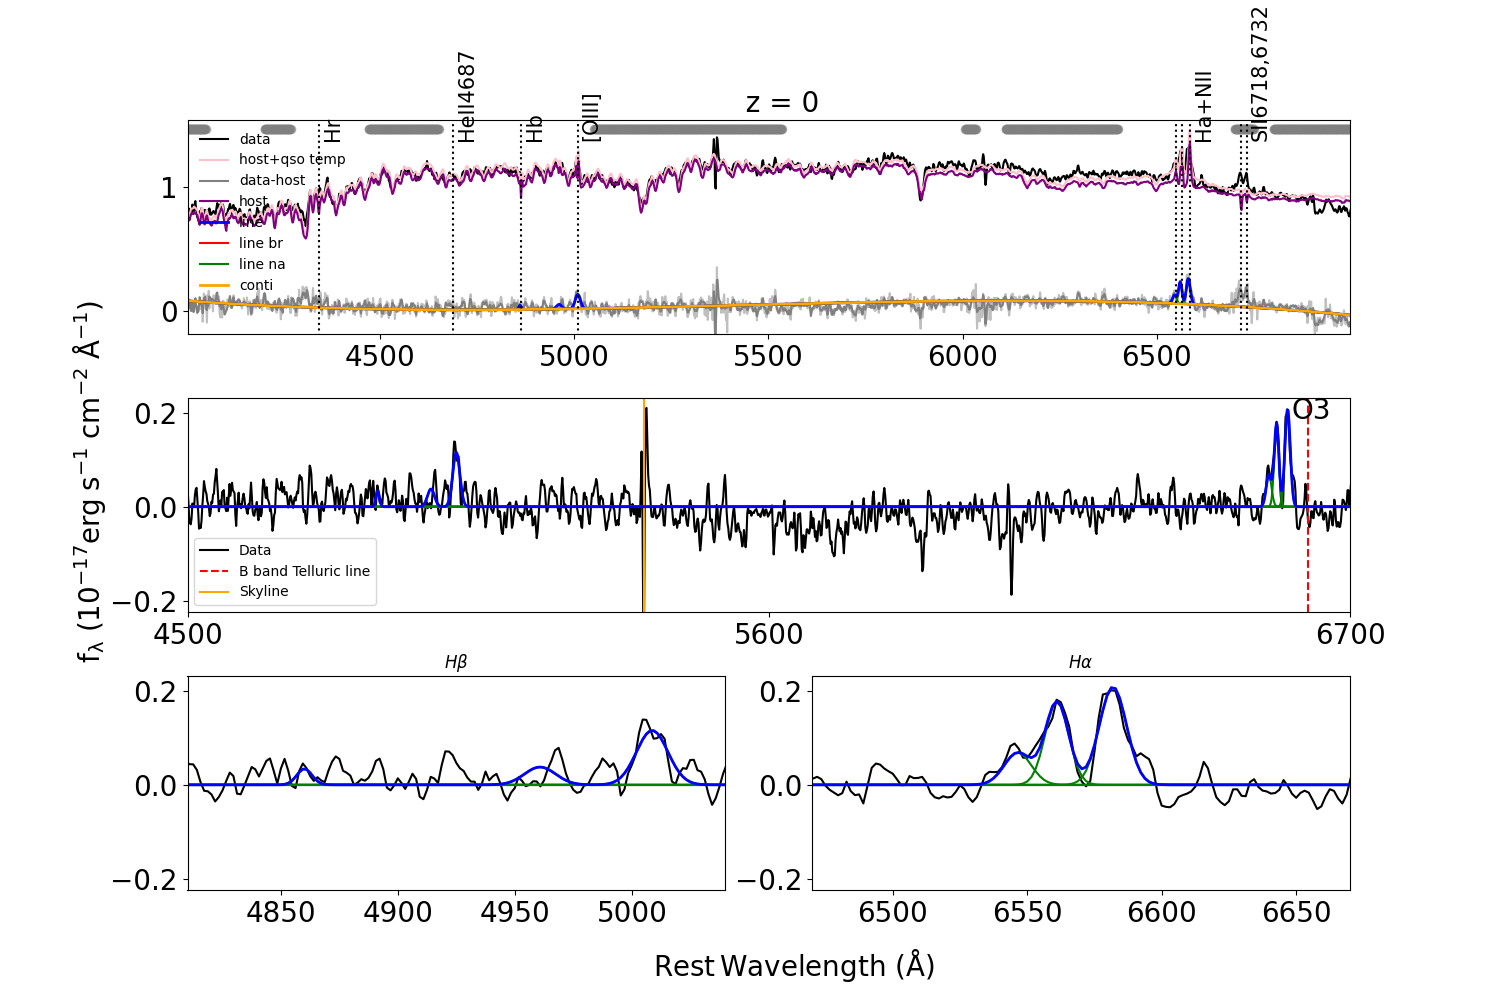 z = 0
Hr
HeII4687
Hb
[OIII]
Ha+NII
SII6718,6732
data
host+qso temp
data-host
host
line
line br
line na
conti
1
0
4500 5000 5500 6000 6500
fλ (10−17erg s−1 cm−2 Å−1)
O3
0.2
0.0
−0.2
Data
B band Telluric line
Skyline
4500 5600 6700
Hβ
0.2
0.0
−0.2
4850 4900 4950 5000
Hα
0.2
0.0
−0.2
6500 6550 6600 6650
Rest Wavelength (Å)